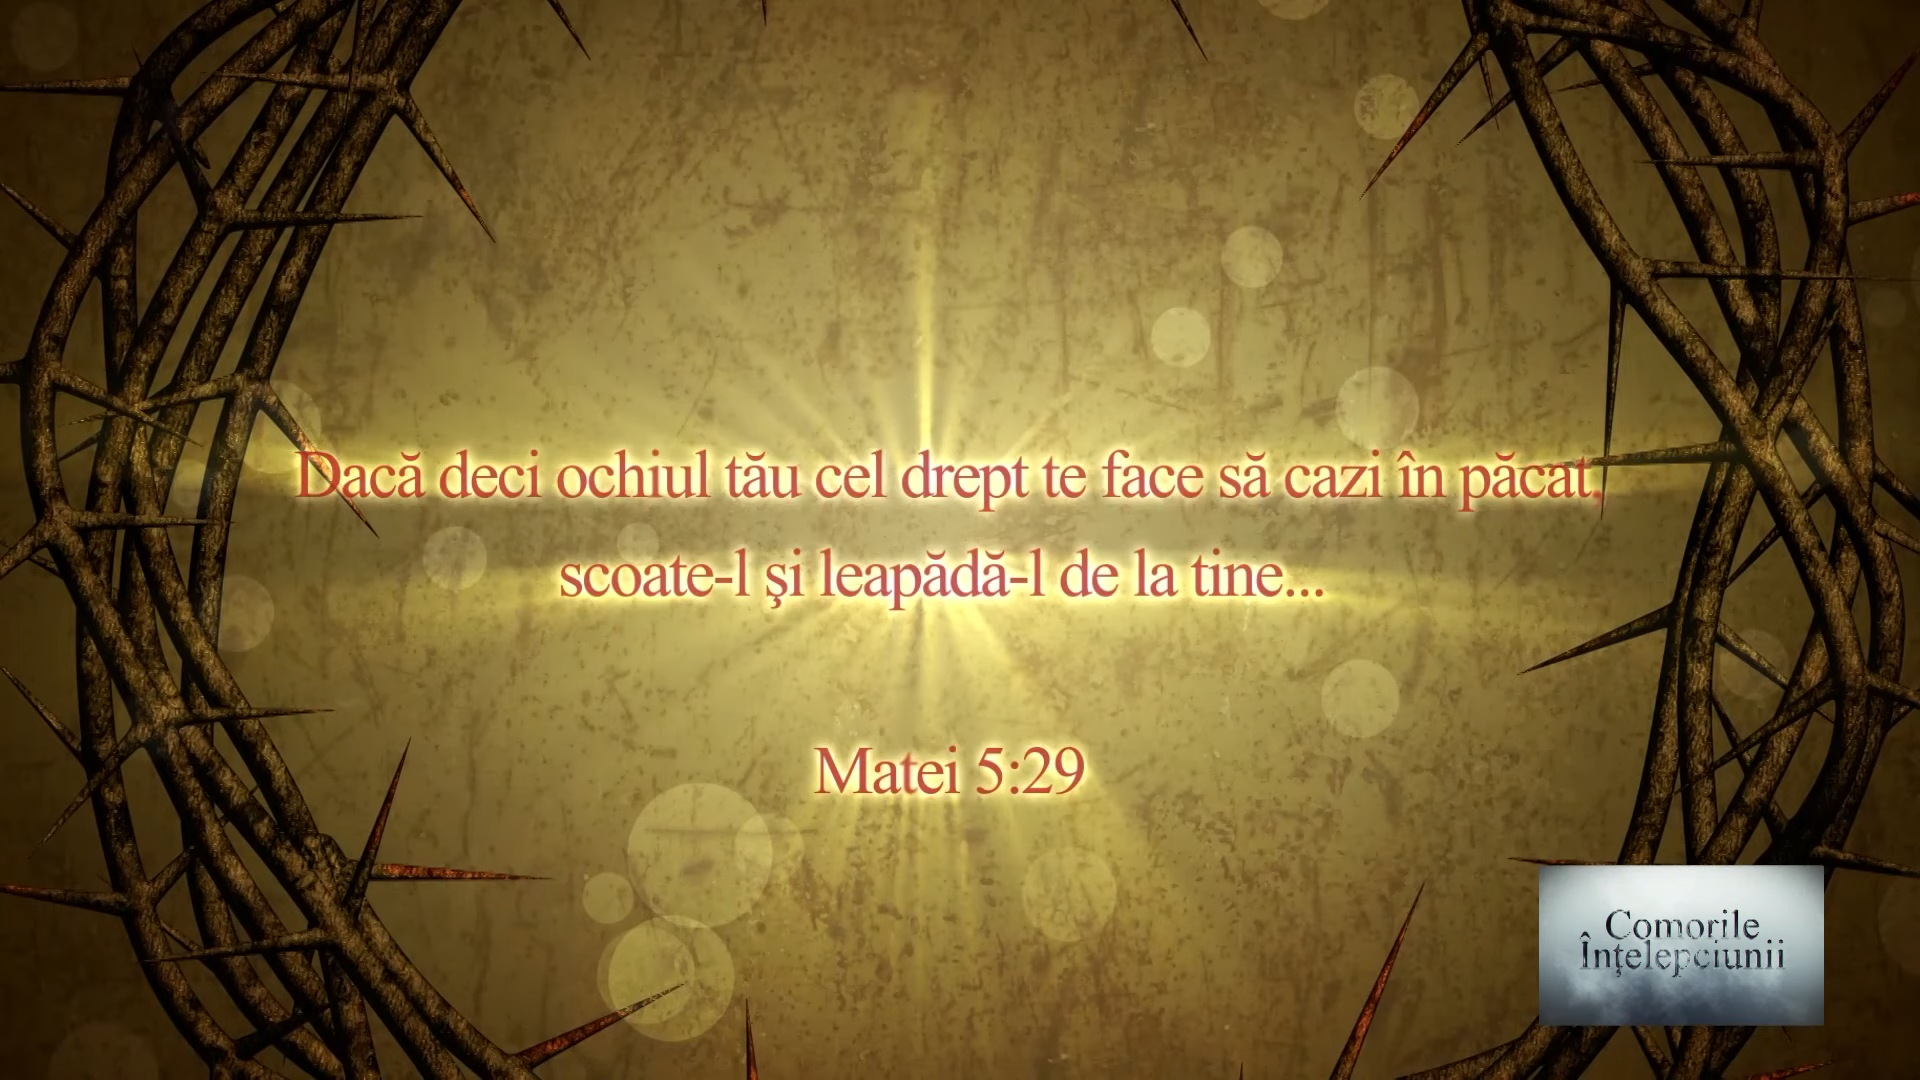 Dacă deci ochiul tău cel drept te face să cazi în păcat,
scoate-l şi leapădă-l de la tine...
Matei 5:29
Comorile
Înţelepciunii